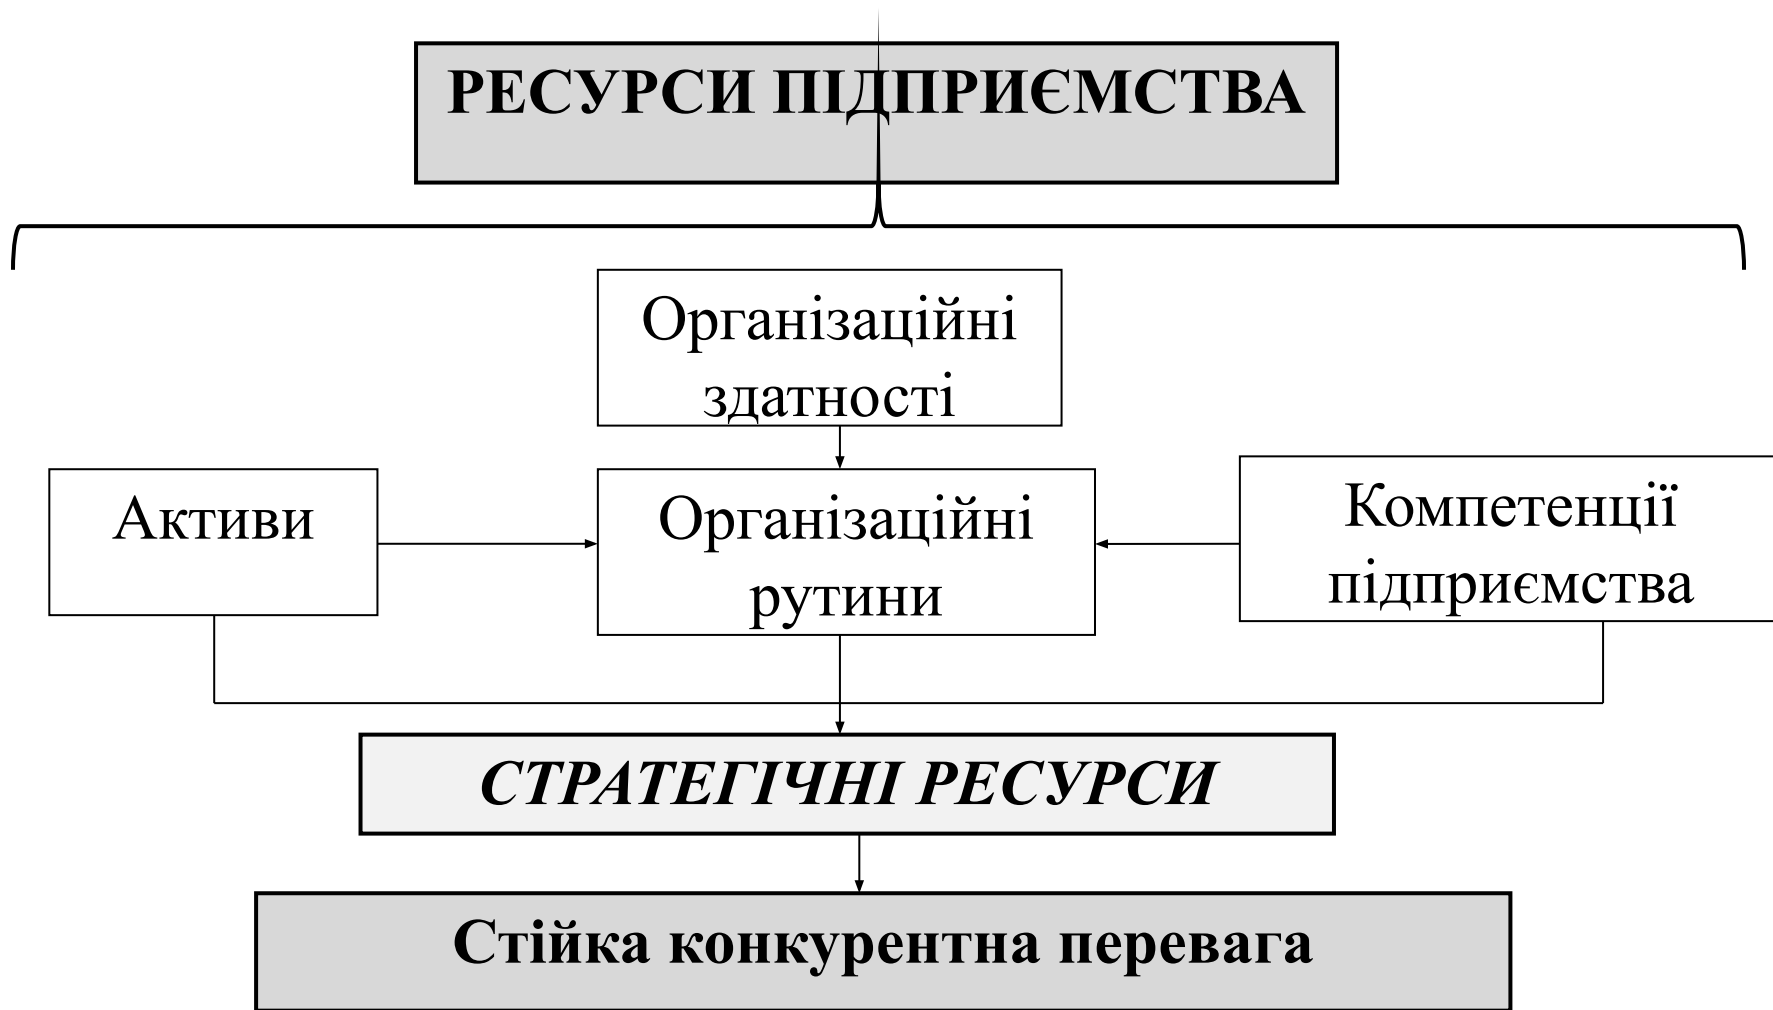 РЕСУРСИ ПІДПРИЄМСТВА
Організаційні
здатності
Активи
Організаційні
рутини
Компетенції
підприємства
СТРАТЕГІЧНІ РЕСУРСИ
Стійка конкурентна перевага